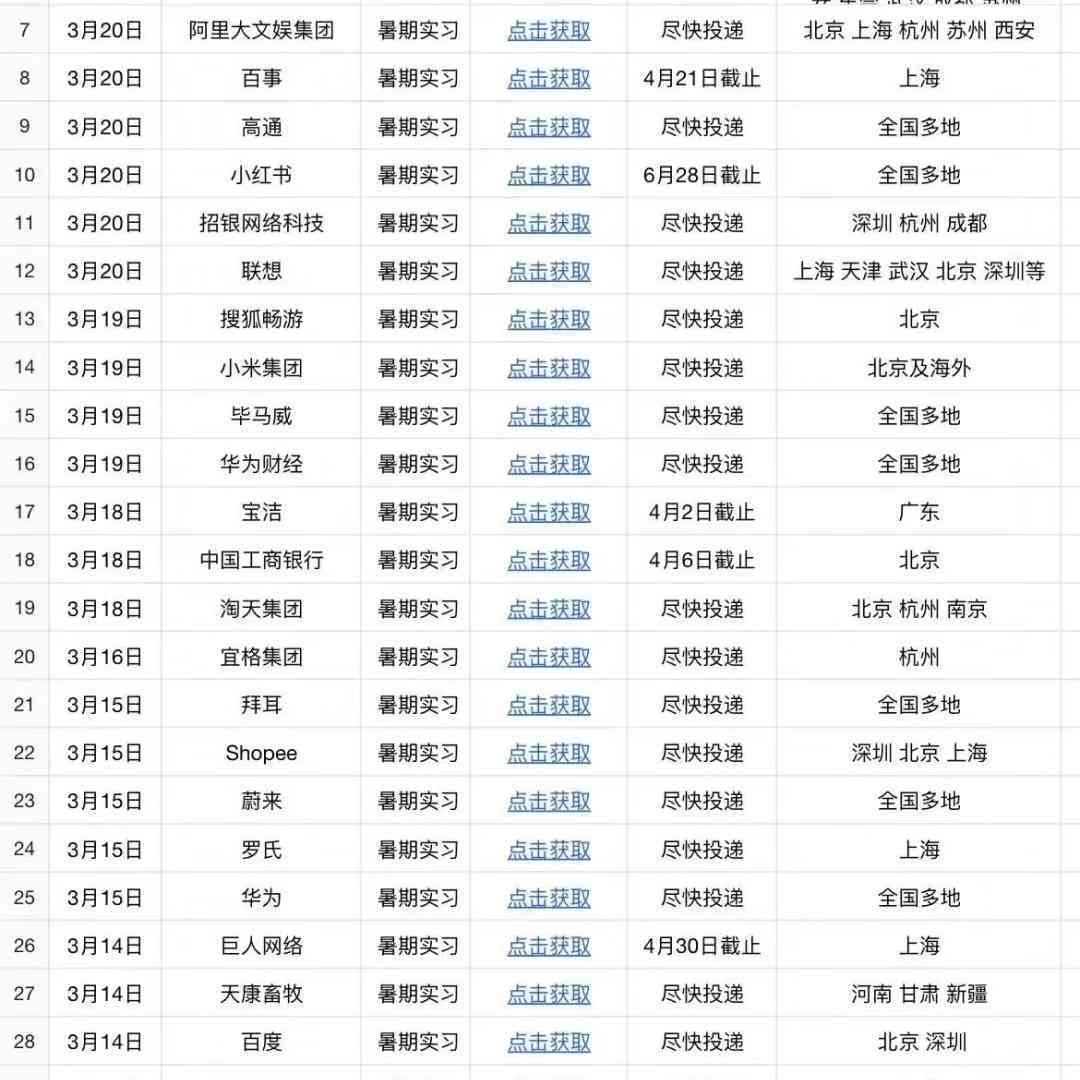 7 3月20日 阿里大文娱集团 暑期实习 点击获取 尽快投递 北京 上海 杭州 苏州 西安
8 3月20日 百事 暑期实习 点击获取 4月21日截止 上海
9 3月20日 高通 暑期实习 点击获取 尽快投递 全国多地
10 3月20日 小红书 暑期实习 点击获取 6月28日截止 全国多地
11 3月20日 招银网络科技 暑期实习 点击获取 尽快投递 深圳 杭州 成都
12 3月20日 联想 暑期实习 点击获取 尽快投递 上海 天津 武汉 北京 深圳等
13 3月19日 搜狐畅游 暑期实习 点击获取 尽快投递 北京
14 3月19日 小米集团 暑期实习 点击获取 尽快投递 北京及海外
15 3月19日 毕马威 暑期实习 点击获取 尽快投递 全国多地
16 3月19日 华为财经 暑期实习 点击获取 尽快投递 全国多地
17 3月18日 宝洁 暑期实习 点击获取 4月2日截止 广东
18 3月18日 中国工商银行 暑期实习 点击获取 4月6日截止 北京
19 3月18日 淘天集团 暑期实习 点击获取 尽快投递 北京 杭州 南京
20 3月16日 宜格集团 暑期实习 点击获取 尽快投递 杭州
21 3月15日 拜耳 暑期实习 点击获取 尽快投递 全国多地
22 3月15日 Shopee 暑期实习 点击获取 尽快投递 深圳 北京 上海
23 3月15日 蔚来 暑期实习 点击获取 尽快投递 全国多地
24 3月15日 罗氏 暑期实习 点击获取 尽快投递 上海
25 3月15日 华为 暑期实习 点击获取 尽快投递 全国多地
26 3月14日 巨人网络 暑期实习 点击获取 4月30日截止 上海
27 3月14日 天康畜牧 暑期实习 点击获取 尽快投递 河南 甘肃 新疆
28 3月14日 百度 暑期实习 点击获取 尽快投递 北京 深圳